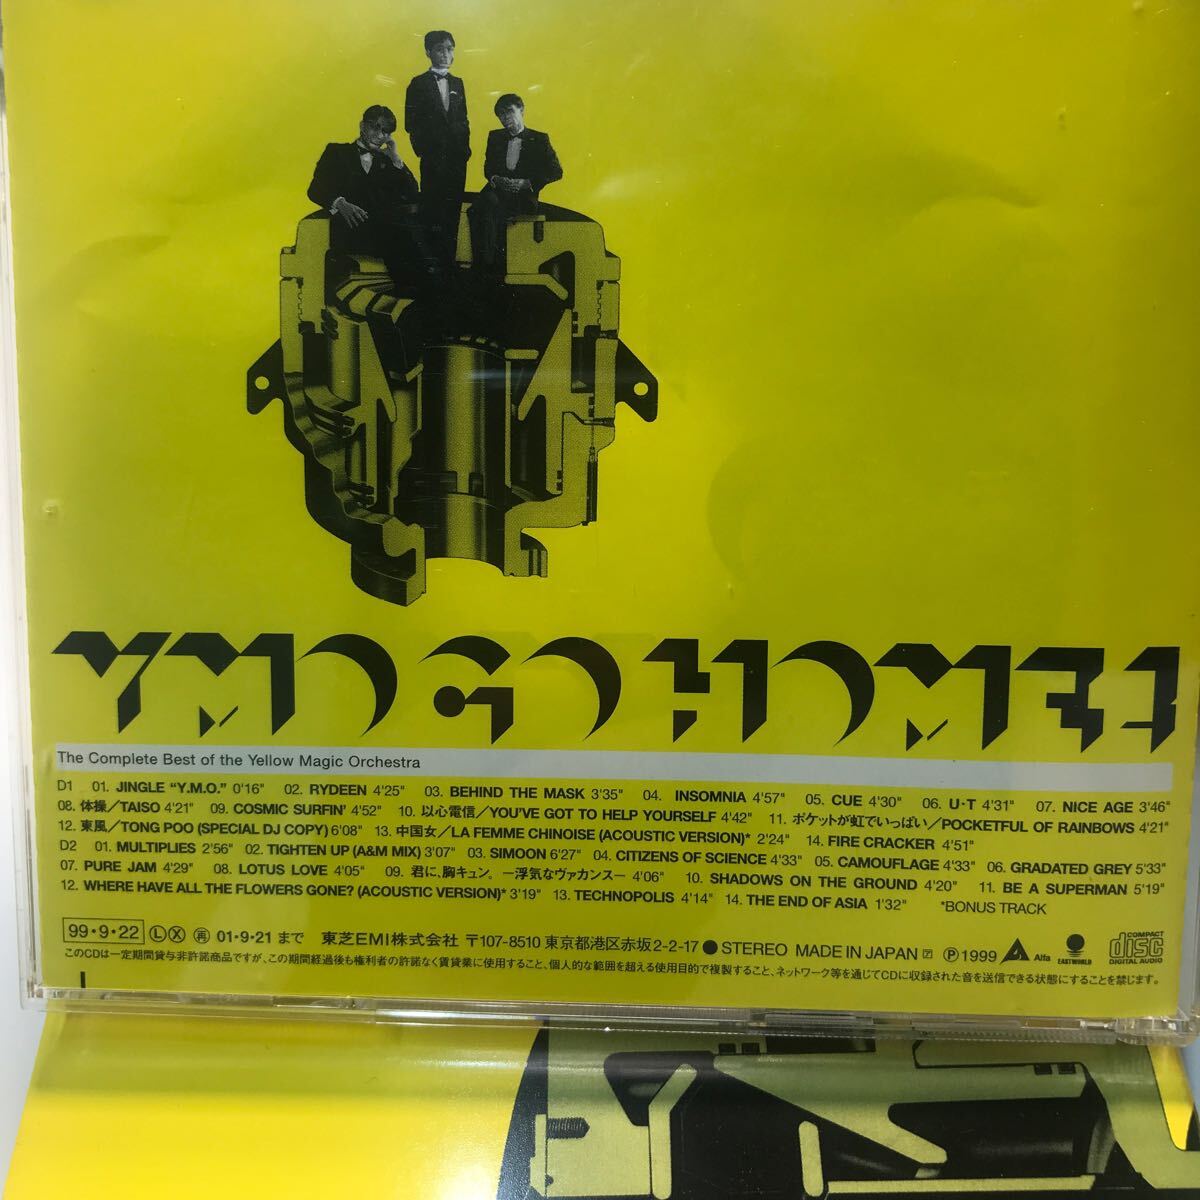 YMO GO HOME!
The Complete Best of the Yellow Magic Orchestra
D1 01. JINGLE “Y.M.O.” 0'16" 02. RYDEEN 4'25" 03. BEHIND THE MASK 3'35" 04. INSOMNIA 4'57" 05. CUE 4'30" 06. U·T 4'31" 07. NICE AGE 3'46"
08. 体操／TAISO 4'21" 09. COSMIC SURFIN' 4'52" 10. 以心電信／YOU'VE GOT TO HELP YOURSELF 4'42" 11. ポケットが虹でいっぱい／POCKETFUL OF RAINBOWS 4'21"
12. 東風／TONG POO (SPECIAL DJ COPY) 6'08" 13. 中国女／LA FEMME CHINOISE (ACOUSTIC VERSION)* 2'24" 14. FIRE CRACKER 4'51"
D2 01. MULTIPLIES 2'56" 02. TIGHTEN UP (A&M MIX) 3'07" 03. SIMOON 6'27" 04. CITIZENS OF SCIENCE 4'33" 05. CAMOUFLAGE 4'33" 06. GRADATED GREY 5'33"
07. PURE JAM 4'29" 08. LOTUS LOVE 4'05" 09. 君に、胸キュン。 ー浮気なヴァカンスー 4'06" 10. SHADOWS ON THE GROUND 4'20" 11. BE A SUPERMAN 5'19"
12. WHERE HAVE ALL THE FLOWERS GONE? (ACOUSTIC VERSION)* 3'19" 13. TECHNOPOLIS 4'14" 14. THE END OF ASIA 1'32" *BONUS TRACK
99・9・22 Ⓛ Ⓧ 再 01・9・21 まで 東芝EMI株式会社 〒107-8510 東京都港区赤坂2-2-17 ●STEREO MADE IN JAPAN ℗ 1999 Alfa EASTWORLD COMPACT disc DIGITAL AUDIO
このCDは一定期間貸与非許諾商品ですが、この期間経過後も権利者の許諾なく賃貸業に使用すること、個人的な範囲を超える使用目的で複製すること、ネットワーク等を通じてCDに収録された音を送信できる状態にすることを禁じます。